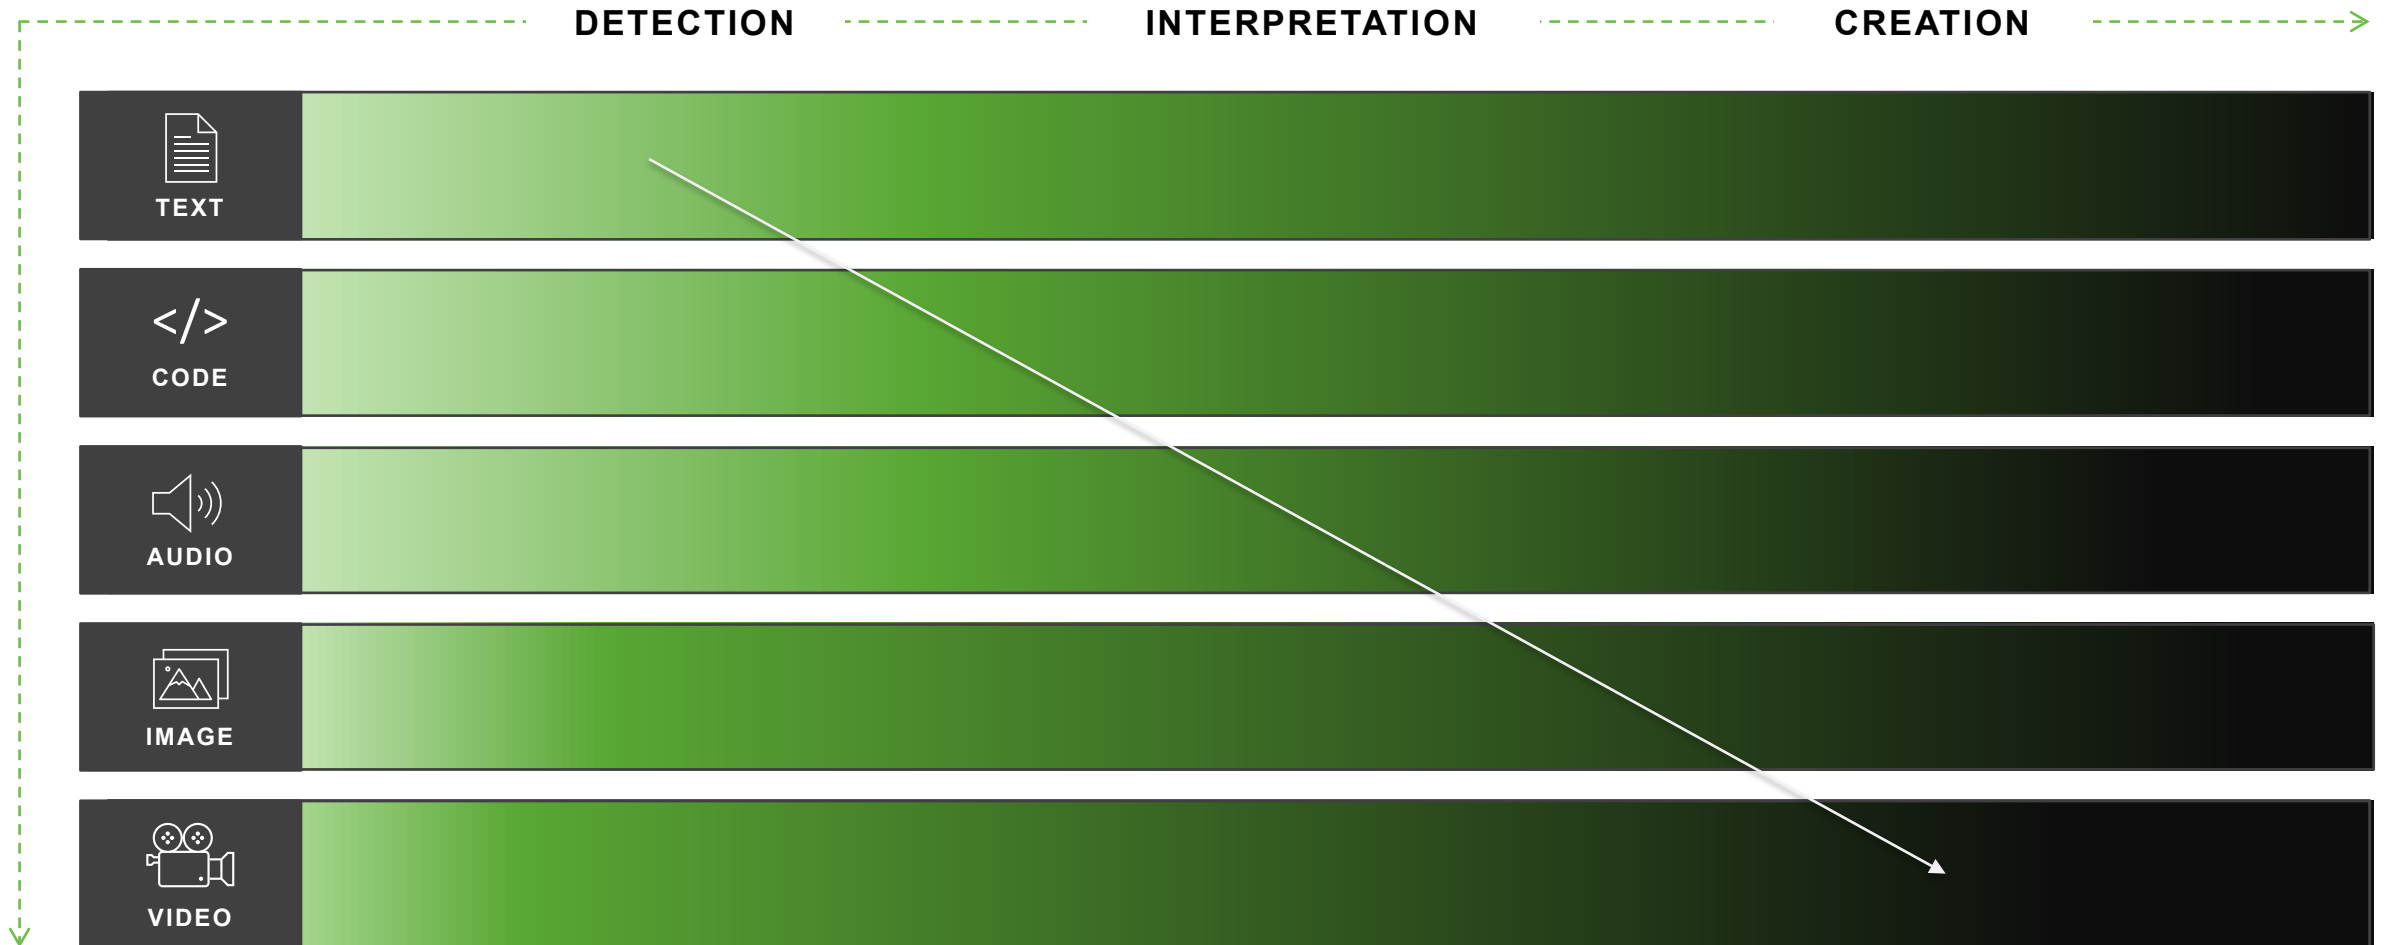 DETECTION INTERPRETATION CREATION
TEXT
</>
CODE
AUDIO
IMAGE
VIDEO